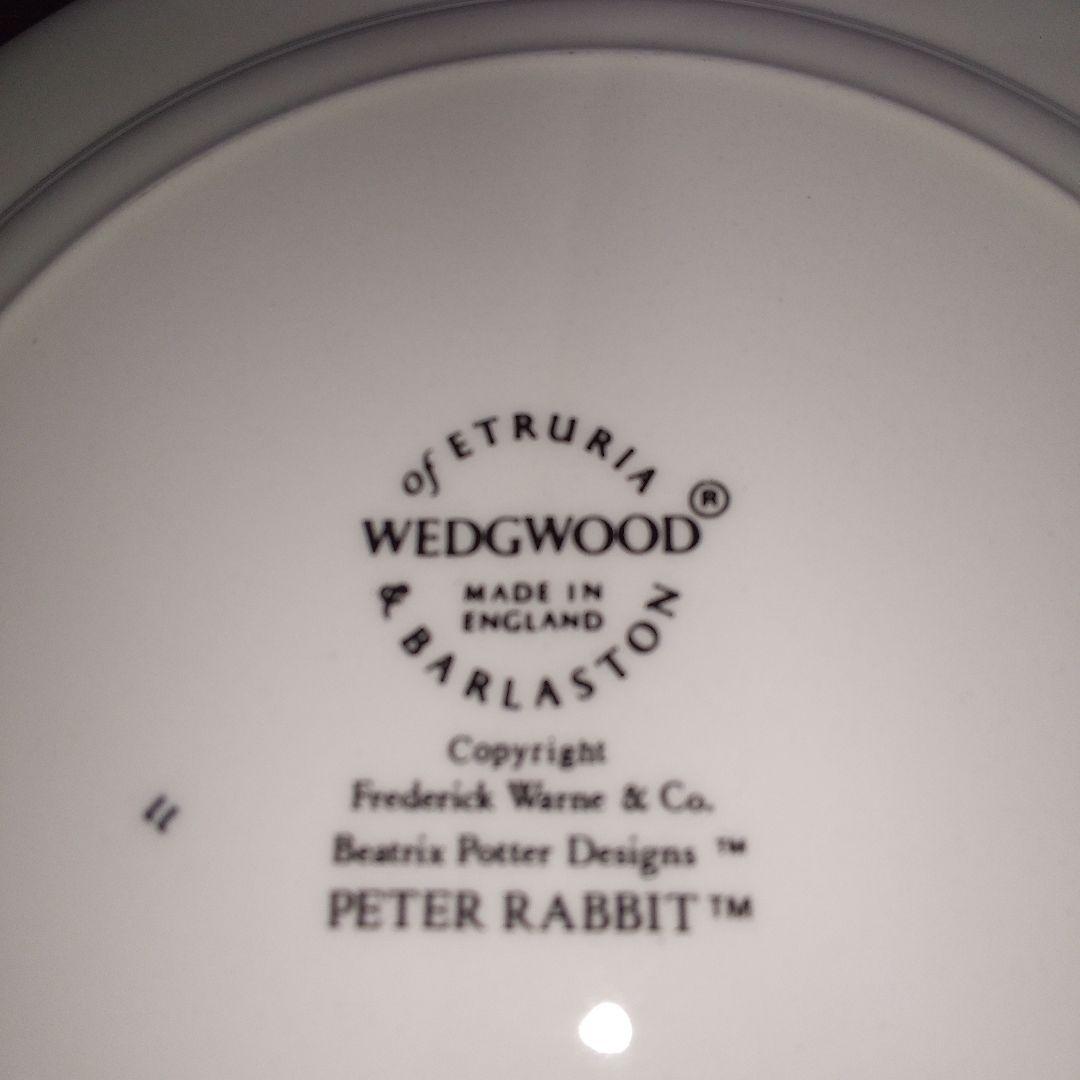 of ETRURIA
WEDGWOOD®
MADE IN
ENGLAND
& BARLASTON
Copyright
Frederick Warne & Co.
Beatrix Potter Designs ™
PETER RABBIT™